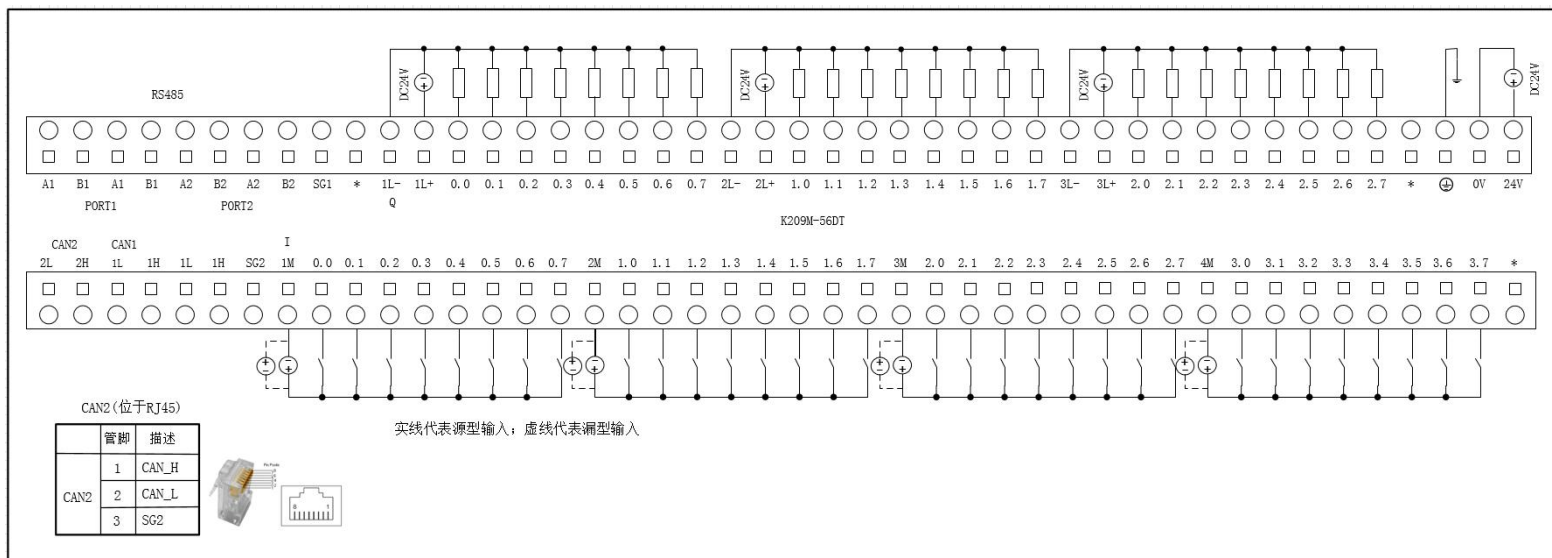 DC24V DC24V DC24V DC24V
RS485
A1 B1 A1 B1 A2 B2 A2 B2 SG1 * 1L- 1L+ 0.0 0.1 0.2 0.3 0.4 0.5 0.6 0.7 2L- 2L+ 1.0 1.1 1.2 1.3 1.4 1.5 1.6 1.7 3L- 3L+ 2.0 2.1 2.2 2.3 2.4 2.5 2.6 2.7 * 0V 24V
PORT1 PORT2 Q
K209M-56DT
CAN2 CAN1 I
2L 2H 1L 1H 1L 1H SG2 1M 0.0 0.1 0.2 0.3 0.4 0.5 0.6 0.7 2M 1.0 1.1 1.2 1.3 1.4 1.5 1.6 1.7 3M 2.0 2.1 2.2 2.3 2.4 2.5 2.6 2.7 4M 3.0 3.1 3.2 3.3 3.4 3.5 3.6 3.7 *
CAN2(位于RJ45)
实线代表源型输入；虚线代表漏型输入
管脚 描述
CAN2
1 CAN_H
2 CAN_L
3 SG2
8 1